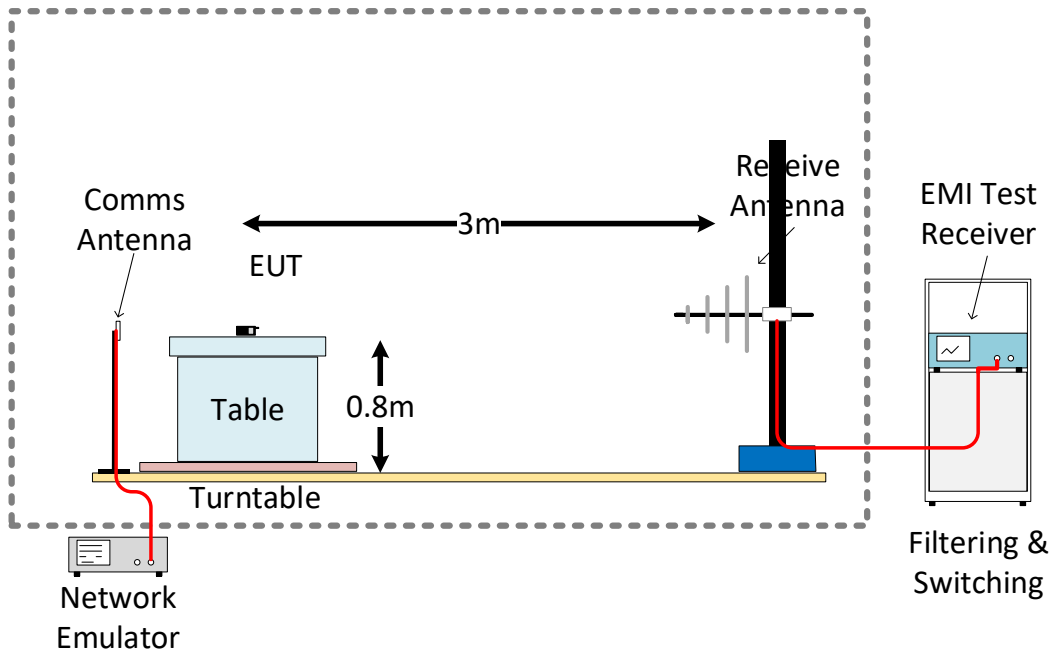 Comms
Antenna
EUT
3m
Receive
Antenna
EMI Test
Receiver
Table
0.8m
Turntable
Network
Emulator
Filtering &
Switching